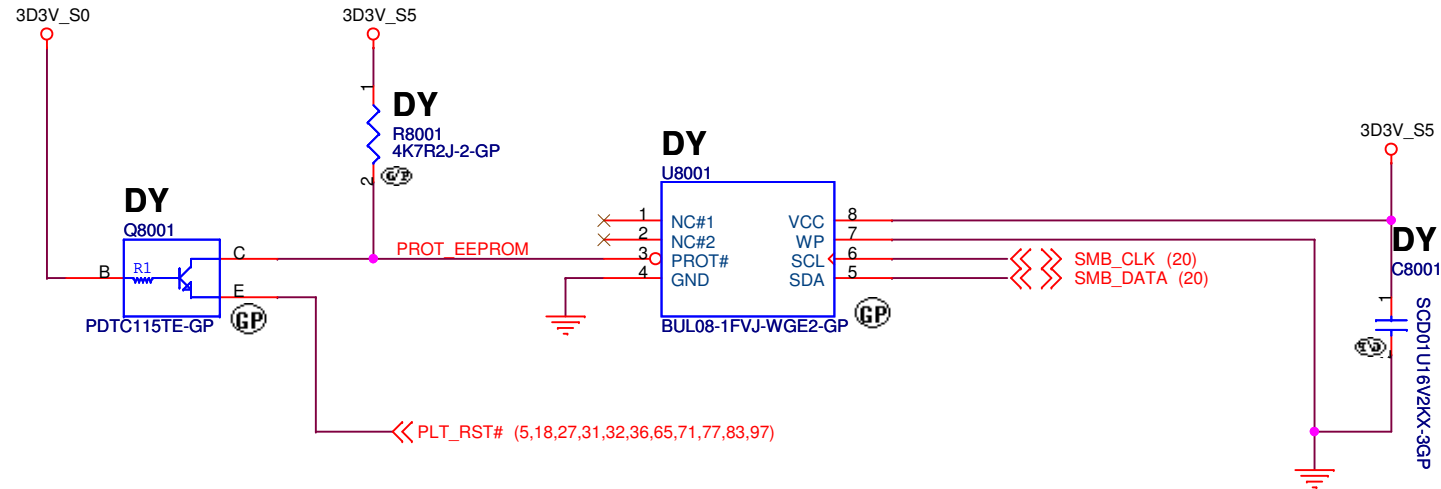 3D3V_S0
3D3V_S5
1
DY
R8001
4K7R2J-2-GP
2
G/P
DY
Q8001
B
R1
C
E
PDTC115TE-GP
GP
PROT_EEPROM
DY
U8001
1 NC#1
2 NC#2
3 PROT#
4 GND
VCC 8
WP 7
SCL 6
SDA 5
BUL08-1FVJ-WGE2-GP
GP
SMB_CLK (20)
SMB_DATA (20)
3D3V_S5
DY
C8001
1
SCD01U16V2KX-3GP
PLT_RST# (5,18,27,31,32,36,65,71,77,83,97)